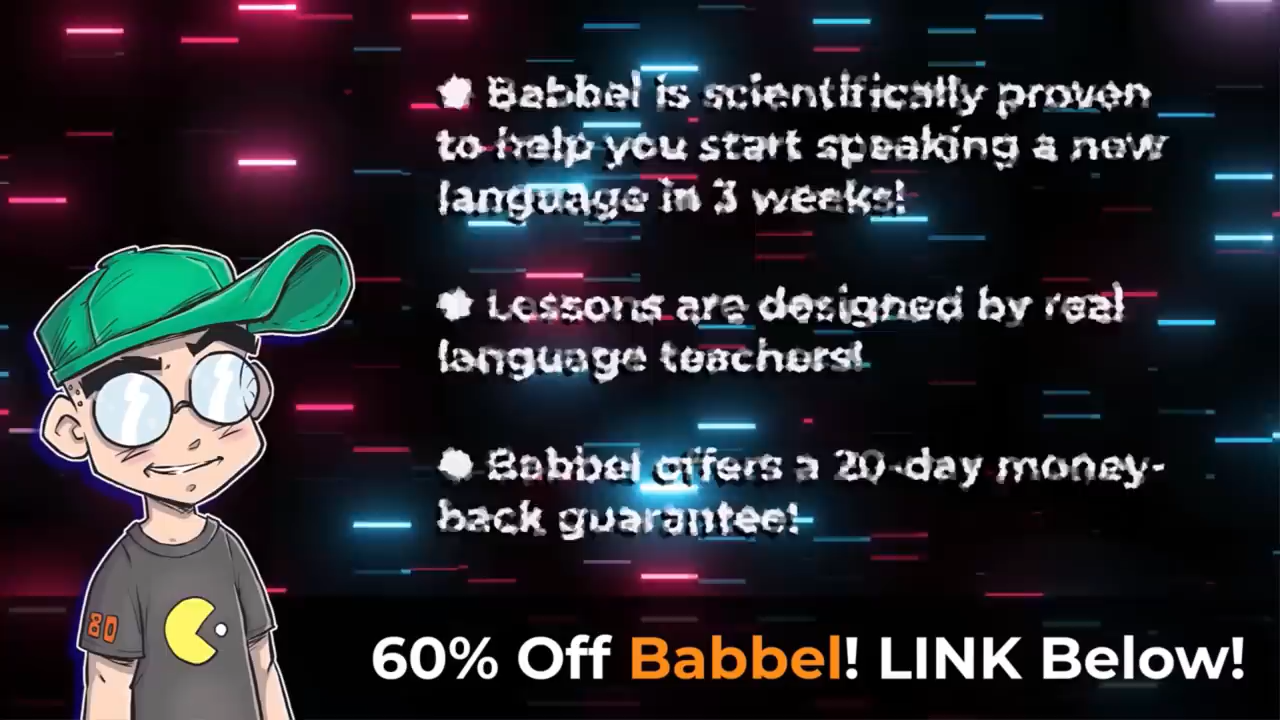 Babbel is scientifically proven
to help you start speaking a new
language in 3 weeks!
Lessons are designed by real
language teachers!
Babbel offers a 20-day money-
back guarantee!
80
60% Off Babbel! LINK Below!